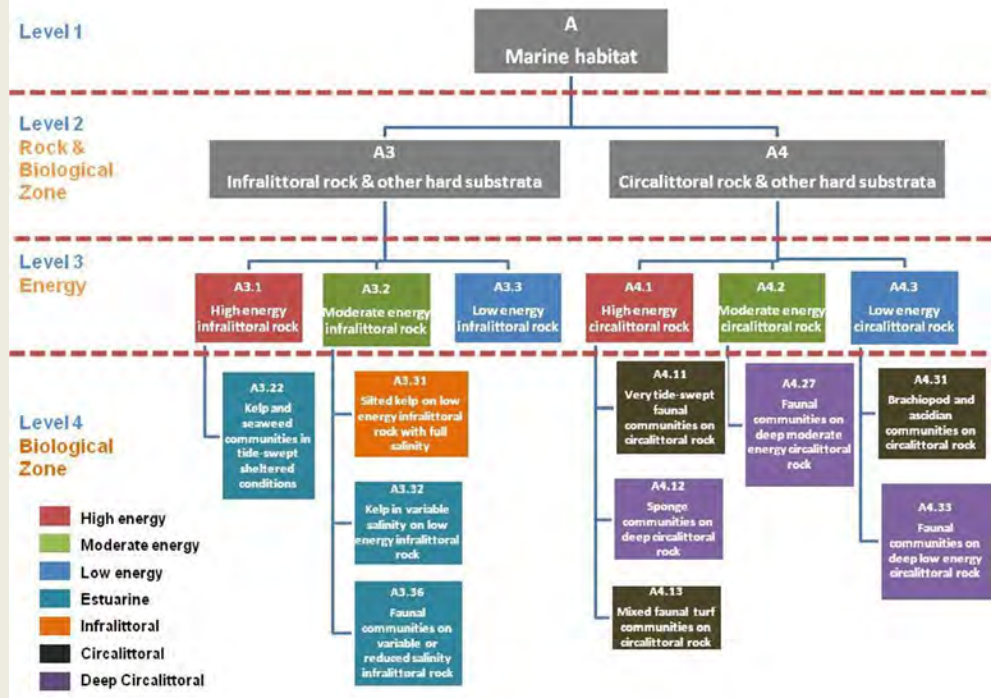 Level 1
A
Marine habitat
Level 2
Rock &
Biological
Zone
A3
Infralittoral rock & other hard substrata
A4
Circalittoral rock & other hard substrata
Level 3
Energy
A3.1
High energy
infralittoral rock
A3.2
Moderate energy
infralittoral rock
A3.3
Low energy
infralittoral rock
A4.1
High energy
circalittoral rock
A4.2
Moderate energy
circalittoral rock
A4.3
Low energy
circalittoral rock
Level 4
Biological
Zone
A3.22
Kelp and
seaweed
communities in
tide-swept
sheltered
conditions
A3.31
Silted kelp on low
energy infralittoral
rock with full
salinity
A3.32
Kelp in variable
salinity on low
energy infralittoral
rock
A3.36
Faunal
communities on
variable or
reduced salinity
infralittoral rock
A4.11
Very tide-swept
faunal
communities on
circalittoral rock
A4.12
Sponge
communities on
deep circalittoral
rock
A4.13
Mixed faunal turf
communities on
circalittoral rock
A4.27
Faunal
communities on
deep moderate
energy circalittoral
rock
A4.31
Brachiopod and
ascidian
communities on
circalittoral rock
A4.33
Faunal
communities on
deep low energy
circalittoral rock
High energy
Moderate energy
Low energy
Estuarine
Infralittoral
Circalittoral
Deep Circalittoral